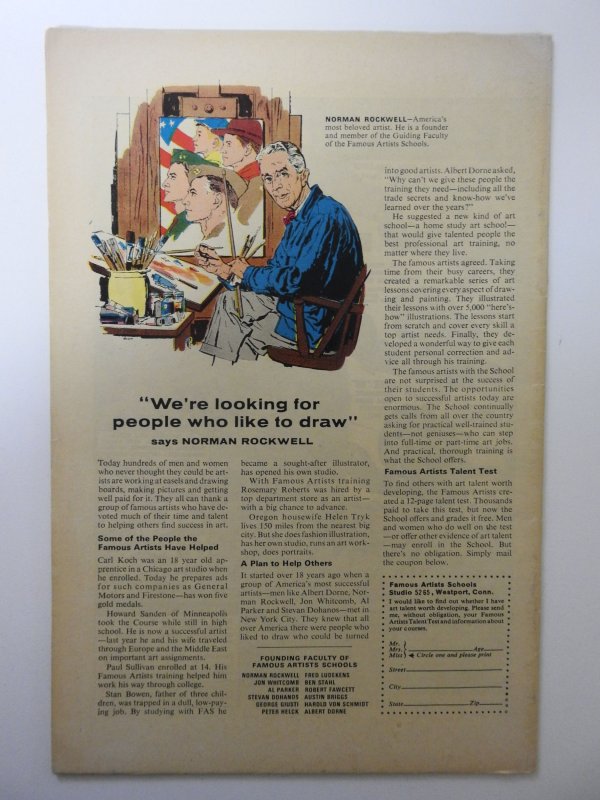 NORMAN ROCKWELL—America's
most beloved artist. He is a founder
and member of the Guiding Faculty
of the Famous Artists Schools.
"We're looking for
people who like to draw"
says NORMAN ROCKWELL
Today hundreds of men and women
who never thought they could be art-
ists are working at easels and drawing
boards, making pictures and getting
well paid for it. They all can thank a
group of famous artists who have de-
voted much of their time and talent
to helping others find success in art.
Some of the People the
Famous Artists Have Helped
Carl Koch was an 18 year old ap-
prentice in a Chicago art studio when
he enrolled. Today he prepares ads
for such companies as General
Motors and Firestone—has won five
gold medals.
Howard Sanden of Minneapolis
took the Course while still in high
school. He is now a successful artist
—last year he and his wife traveled
through Europe and the Middle East
on important art assignments.
Paul Sullivan enrolled at 14. His
Famous Artists training helped him
work his way through college.
Stan Bowen, father of three chil-
dren, was trapped in a dull, low-pay-
ing job. By studying with FAS he
became a sought-after illustrator,
has opened his own studio.
With Famous Artists training
Rosemary Roberts was hired by a
top department store as an artist—
with a big chance to advance.
Oregon housewife Helen Tryk
lives 150 miles from the nearest big
city. But she does fashion illustration,
has her own studio, runs an art work-
shop, does portraits.
A Plan to Help Others
It started over 18 years ago when a
group of America's most successful
artists—men like Albert Dorne, Nor-
man Rockwell, Jon Whitcomb, Al
Parker and Stevan Dohanos—met in
New York City. They knew that all
over America there were people who
liked to draw who could be turned
FOUNDING FACULTY OF
FAMOUS ARTISTS SCHOOLS
NORMAN ROCKWELL FRED LUDEKENS
JON WHITCOMB BEN STAHL
AL PARKER ROBERT FAWCETT
STEVAN DOHANOS AUSTIN BRIGGS
GEORGE GIUSTI HAROLD VON SCHMIDT
PETER HELCK ALBERT DORNE
into good artists. Albert Dorne asked,
"Why can't we give these people the
training they need—including all the
trade secrets and know-how we've
learned over the years?"
He suggested a new kind of art
school—a home study art school—
that would give talented people the
best professional art training, no
matter where they live.
The famous artists agreed. Taking
time from their busy careers, they
created a remarkable series of art
lessons covering every aspect of draw-
ing and painting. They illustrated
their lessons with over 5,000 "here's-
how" illustrations. The lessons start
from scratch and cover every skill a
top artist needs. Finally, they de-
veloped a wonderful way to give each
student personal correction and ad-
vice all through his training.
The famous artists with the School
are not surprised at the success of
their students. The opportunities
open to successful artists today are
enormous. The School continually
gets calls from all over the country
asking for practical well-trained stu-
dents—not geniuses—who can step
into full-time or part-time art jobs.
And practical, thorough training is
what the School offers.
Famous Artists Talent Test
To find others with art talent worth
developing, the Famous Artists cre-
ated a 12-page talent test. Thousands
paid to take this test, but now the
School offers and grades it free. Men
and women who do well on the test
—or offer other evidence of art talent
—may enroll in the School. But
there's no obligation. Simply mail
the coupon below.
Famous Artists Schools
Studio 5265, Westport, Conn.
I would like to find out whether I have
art talent worth developing. Please send
me, without obligation, your Famous
Artists Talent Test and information about
your courses.
Mr.
Mrs. Age
Miss Circle one and please print
Street
City
State Zip